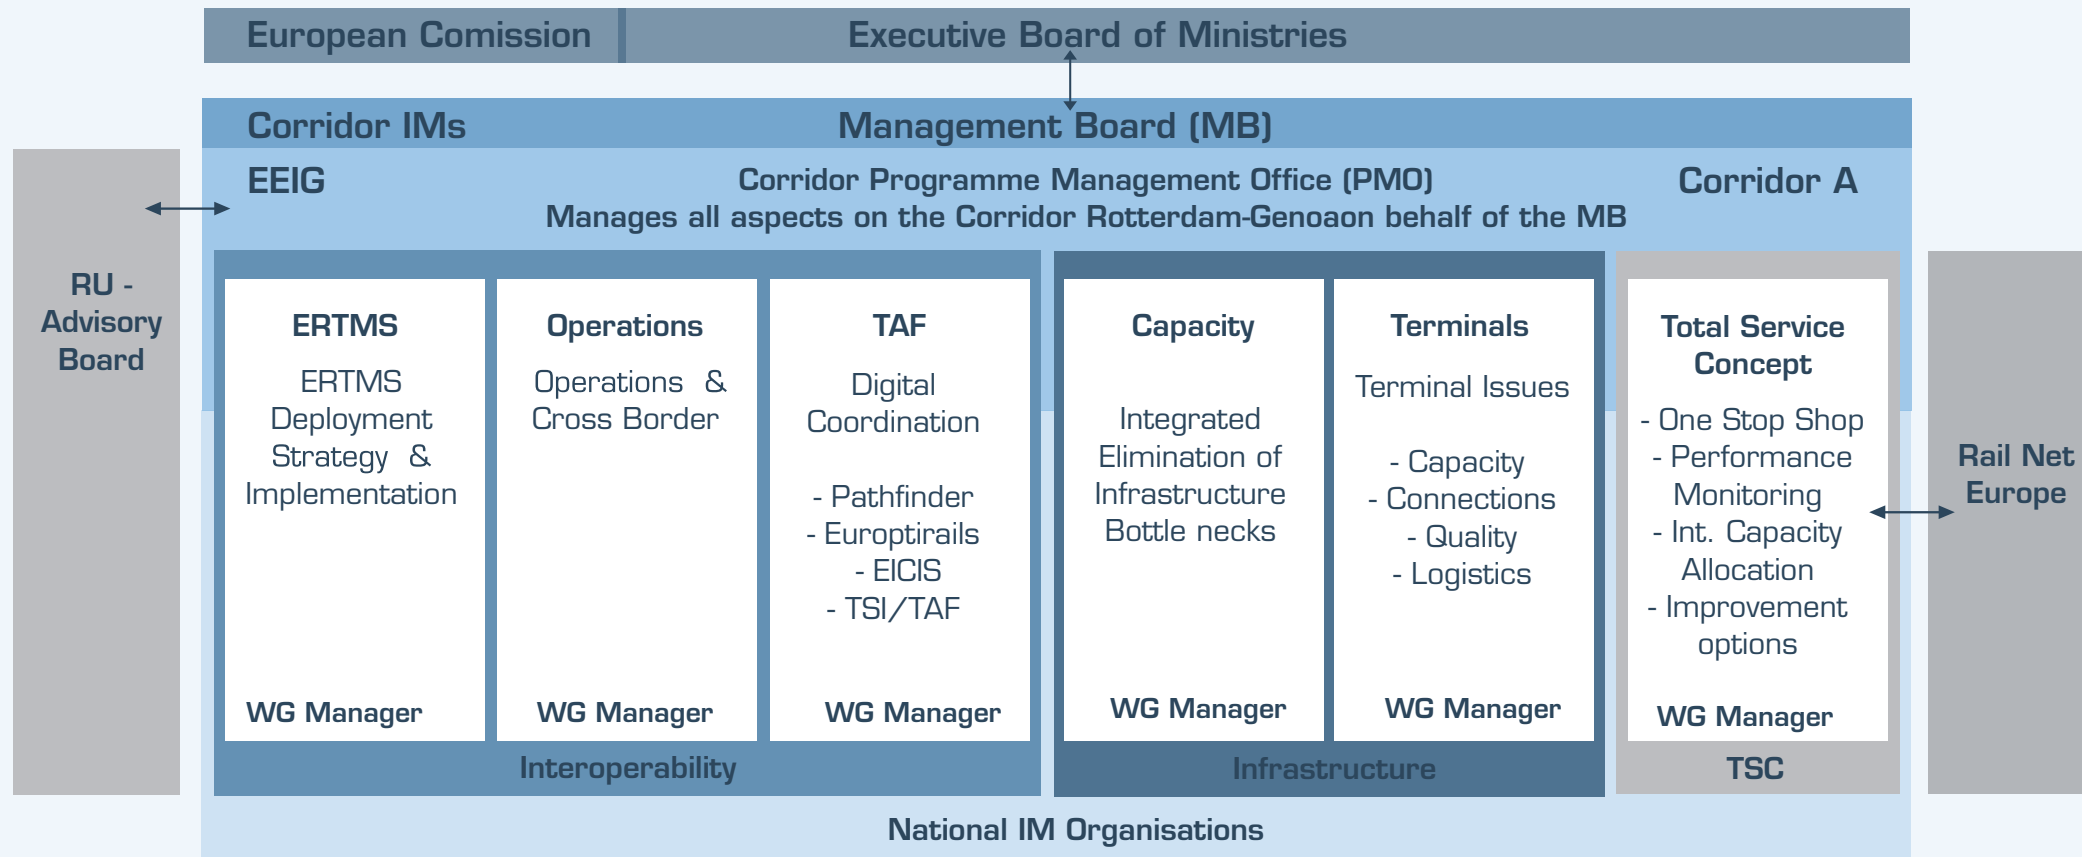 European Comission
Executive Board of Ministries
Corridor IMs
Management Board (MB)
EEIG
Corridor Programme Management Office (PMO)
Corridor A
Manages all aspects on the Corridor Rotterdam-Genoaon behalf of the MB
RU -
Advisory
Board
ERTMS
ERTMS
Deployment
Strategy &
Implementation
WG Manager
Operations
Operations &
Cross Border
WG Manager
TAF
Digital
Coordination
- Pathfinder
- Europtirails
- EICIS
- TSI/TAF
WG Manager
Interoperability
Capacity
Integrated
Elimination of
Infrastructure
Bottle necks
WG Manager
Terminals
Terminal Issues
- Capacity
- Connections
- Quality
- Logistics
WG Manager
Infrastructure
Total Service
Concept
- One Stop Shop
- Performance
Monitoring
- Int. Capacity
Allocation
- Improvement
options
WG Manager
TSC
Rail Net
Europe
National IM Organisations